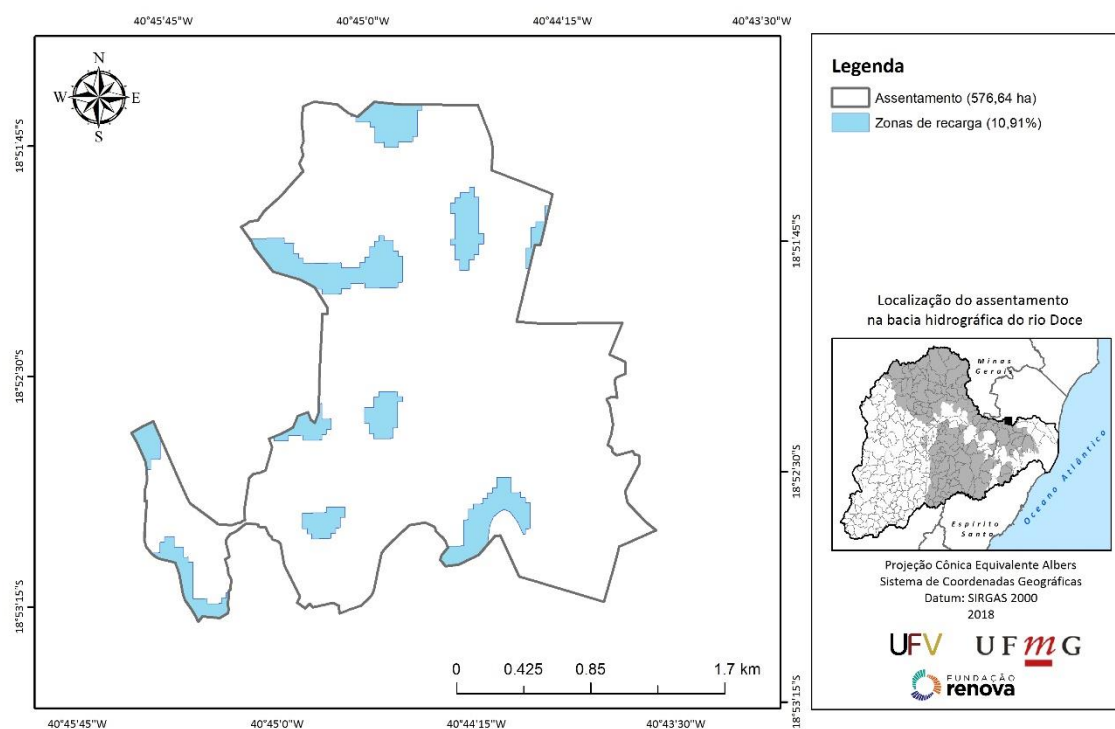 40°45'45"W 40°45'0"W 40°44'15"W 40°43'30"W
N
W E
S
18°51'45"S
18°51'45"S
18°52'30"S
18°52'30"S
18°53'15"S
18°53'15"S
0 0.425 0.85 1.7 km
40°45'45"W 40°45'0"W 40°44'15"W 40°43'30"W
Legenda
Assentamento (576,64 ha)
Zonas de recarga (10,91%)
Localização do assentamento
na bacia hidrográfica do rio Doce
Minas
Gerais
Oceano Atlântico
Espírito
Santo
Projeção Cônica Equivalente Albers
Sistema de Coordenadas Geográficas
Datum: SIRGAS 2000
2018
UFV UFmG
FUNDAÇÃO
renova